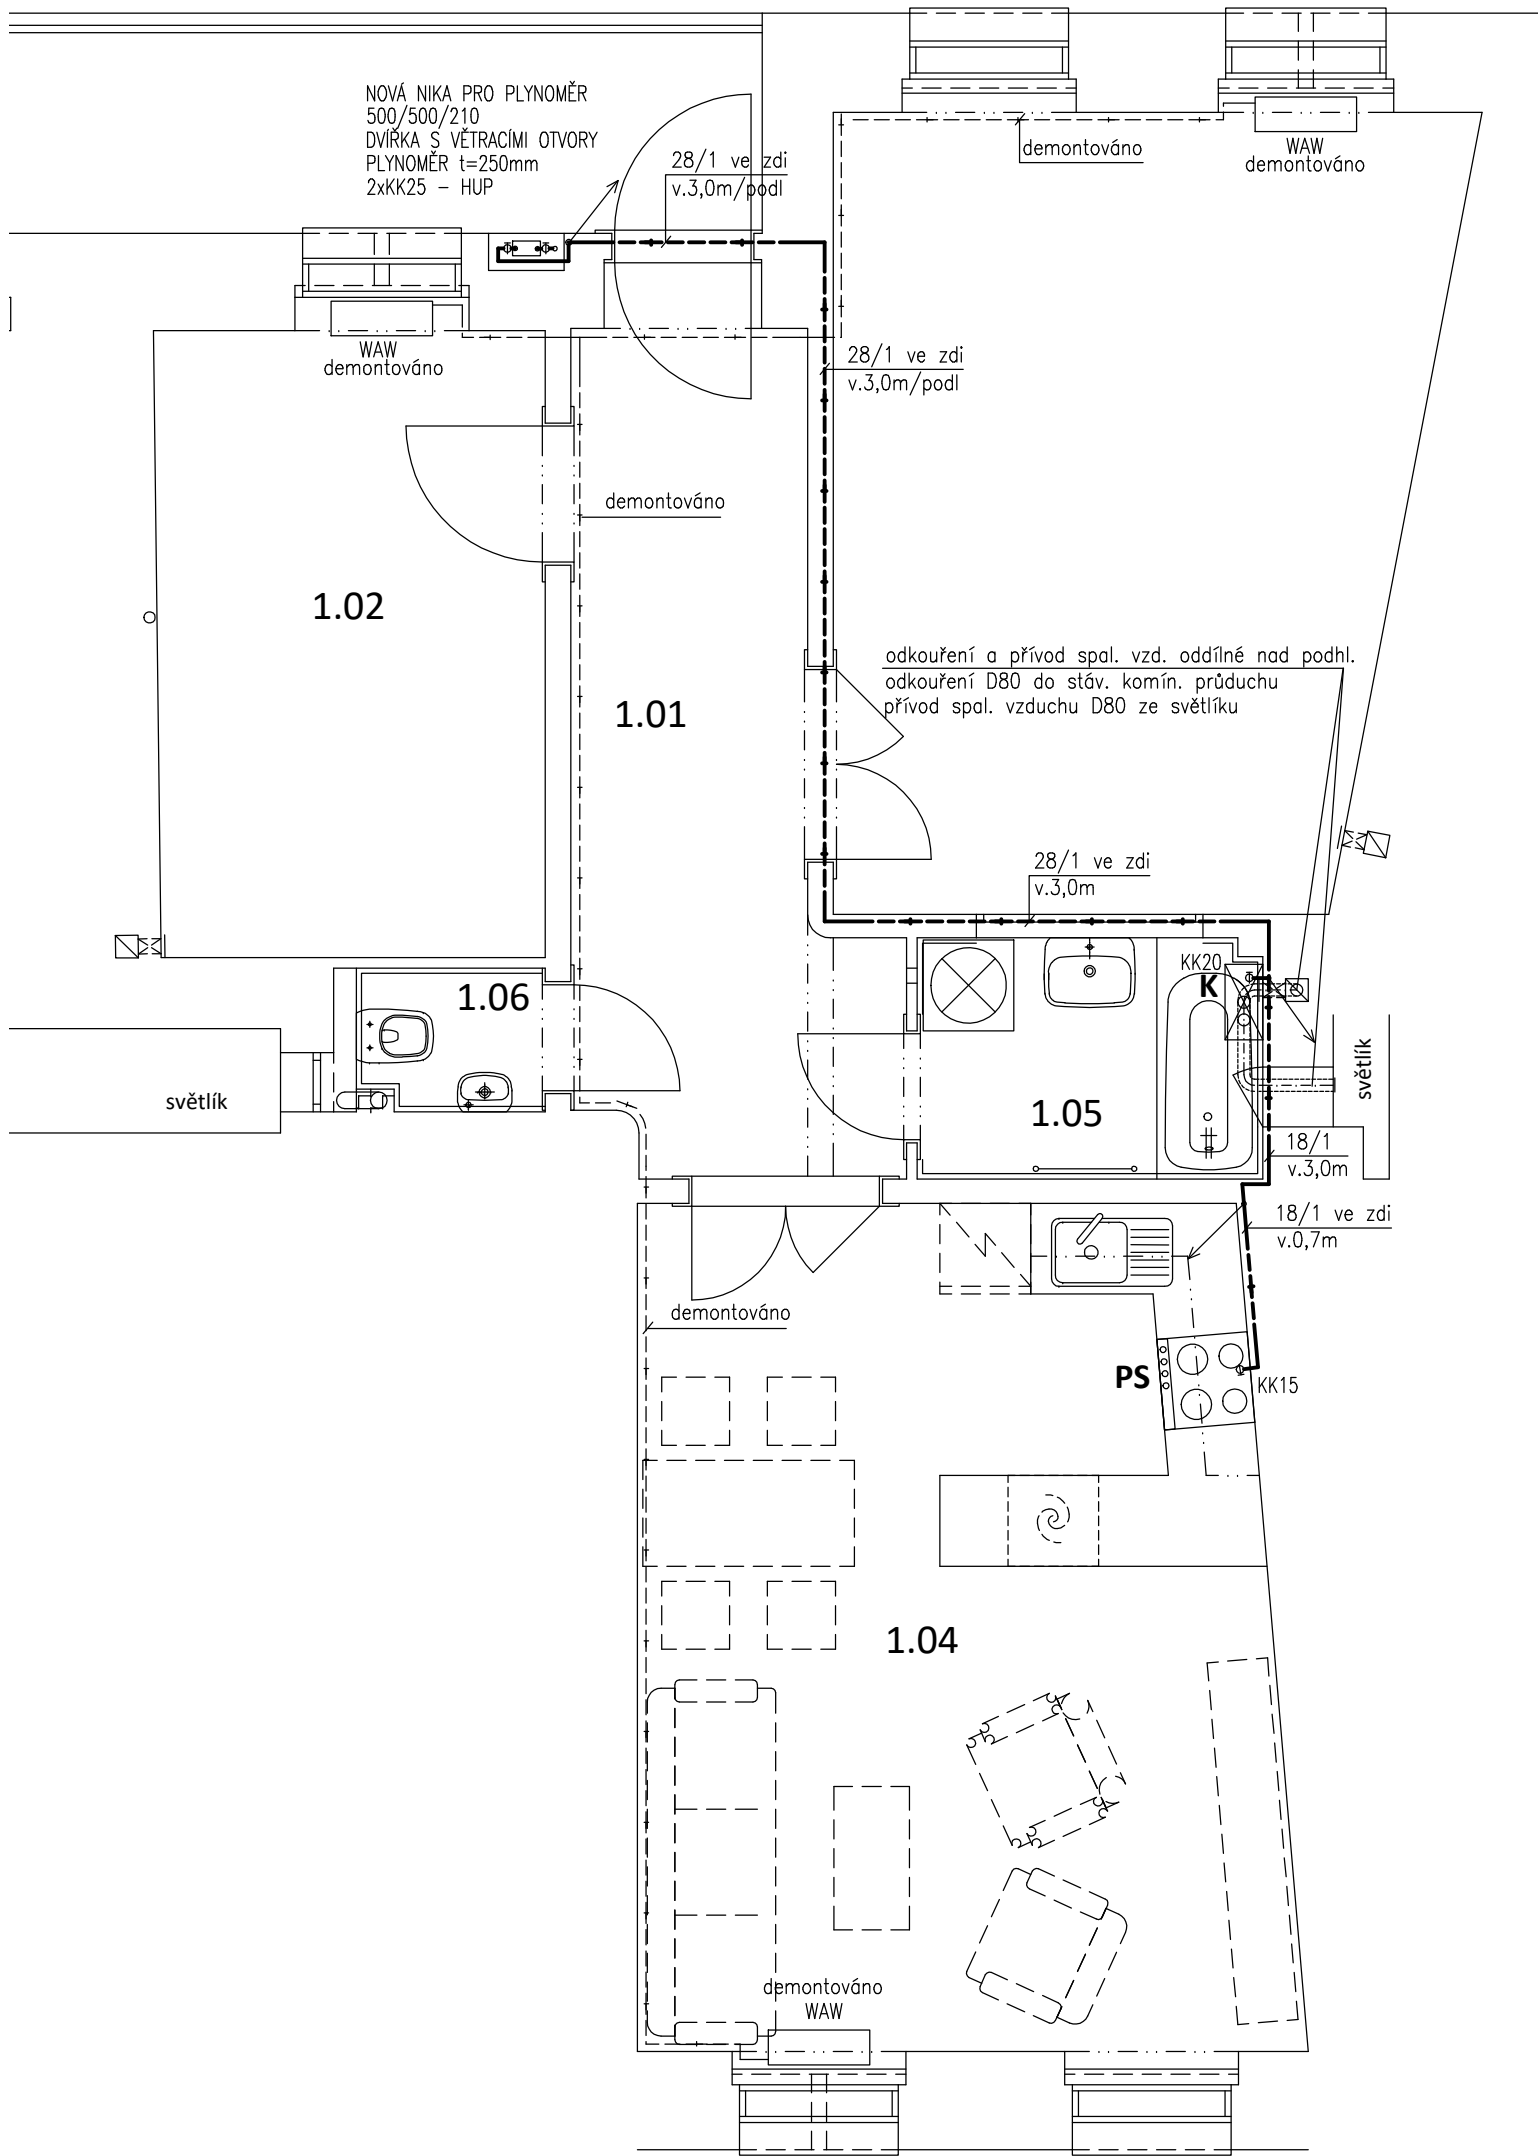 NOVÁ NIKA PRO PLYNOMĚR
500/500/210
DVÍŘKA S VĚTRACÍMI OTVORY
PLYNOMĚR t=250mm
2xKK25 – HUP
28/1 ve zdi
v.3,0m/podl
demontováno
WAW
demontováno
WAW
demontováno
28/1 ve zdi
v.3,0m/podl
demontováno
1.02
1.01
odkouření a přívod spal. vzd. oddílné nad podhl.
odkouření D80 do stáv. komín. průduchu
přívod spal. vzduchu D80 ze světlíku
28/1 ve zdi
v.3,0m
KK20
K
1.06
světlík
světlík
1.05
18/1
v.3,0m
18/1 ve zdi
v.0,7m
demontováno
PS
KK15
1.04
demontováno
WAW